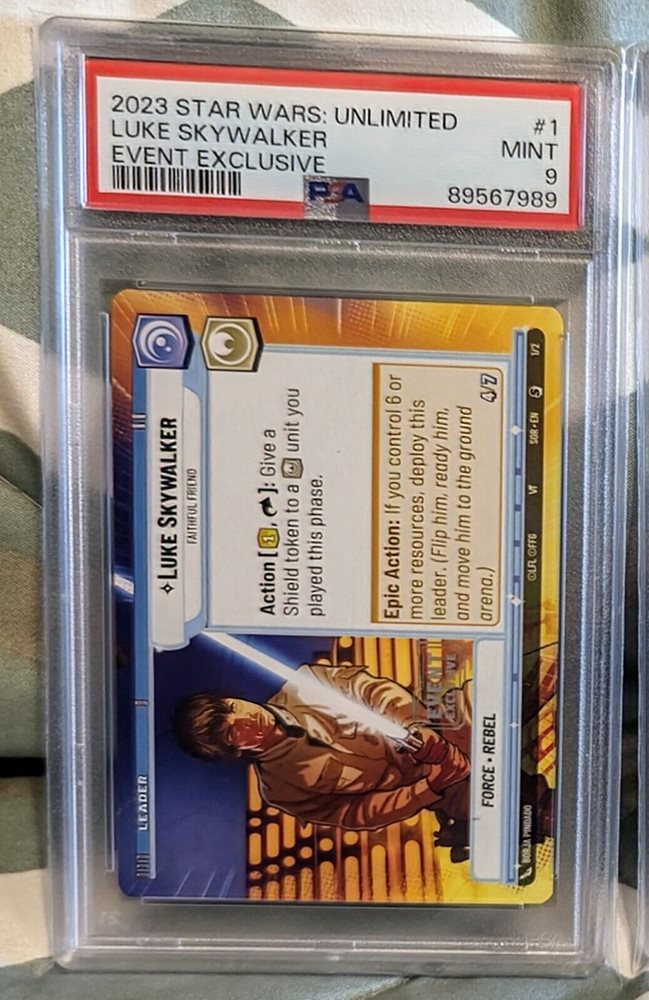 2023 STAR WARS: UNLIMITED #1
LUKE SKYWALKER MINT
EVENT EXCLUSIVE 9
PSA 89567989
LEADER
✧LUKE SKYWALKER
FAITHFUL FRIEND
Action [1, ]: Give a
Shield token to a unit you
played this phase.
Epic Action: If you control 6 or
more resources, deploy this
leader. (Flip him, ready him,
and move him to the ground
arena.)
4/7
EVENT
EXCLUSIVE
FORCE • REBEL
BORJA PINDADO
©LFL ©FFG
VT
SOR•EN
S
1/2